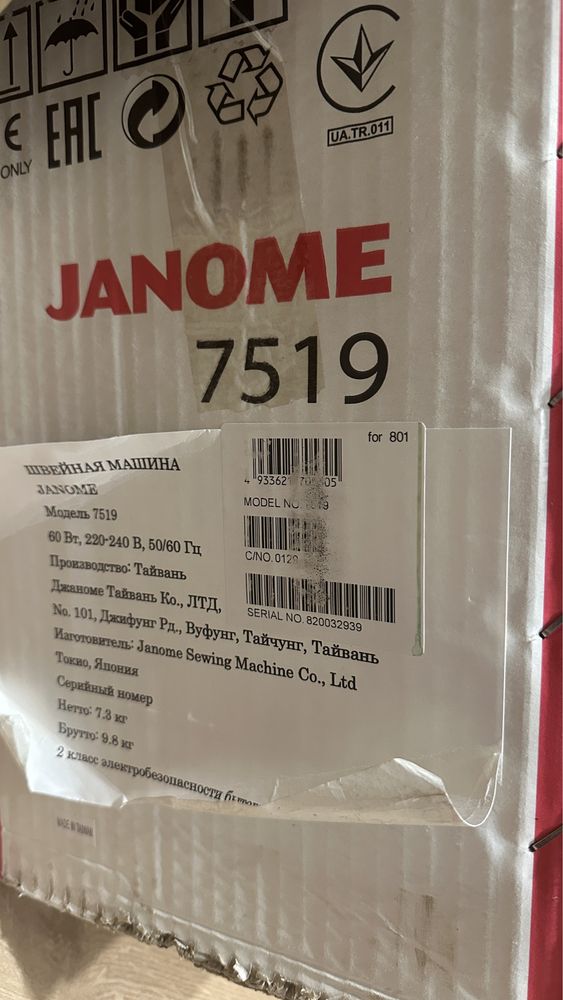 ONLY
EAC
UA.TR.011
JANOME
7519
for 801
MODEL NO.
C/NO.
SERIAL NO. 820032939
ШВЕЙНАЯ МАШИНА
JANOME
Модель 7519
60 Вт, 220-240 В, 50/60 Гц
Производство: Тайвань
Джаноме Тайвань Ко., ЛТД,
No. 101, Джифунг Рд., Вуфунг, Тайчунг, Тайвань
Изготовитель: Janome Sewing Machine Co., Ltd
Токио, Япония
Серийный номер
Нетто: 7.3 кг
Брутто: 9.8 кг
2 класс электробезопасности
MADE IN TAIWAN